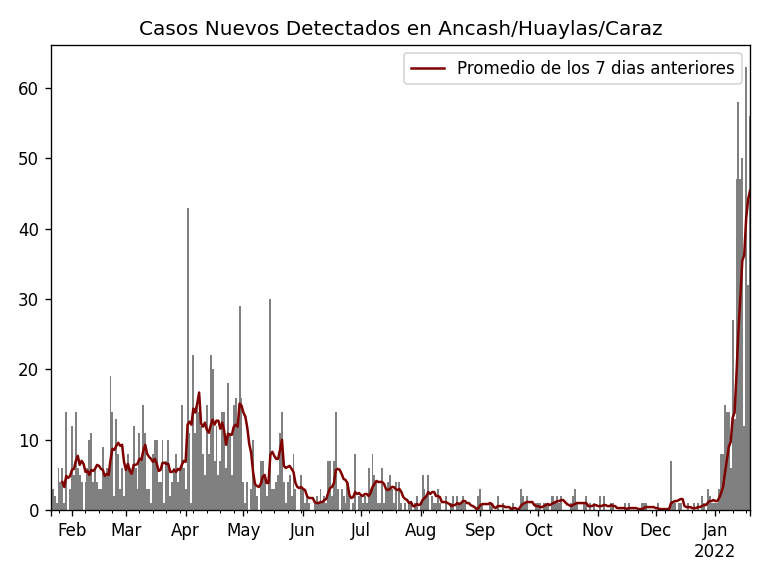 Casos Nuevos Detectados en Ancash/Huaylas/Caraz
Promedio de los 7 dias anteriores
60
50
40
30
20
10
0
Feb Mar Apr May Jun Jul Aug Sep Oct Nov Dec Jan
2022